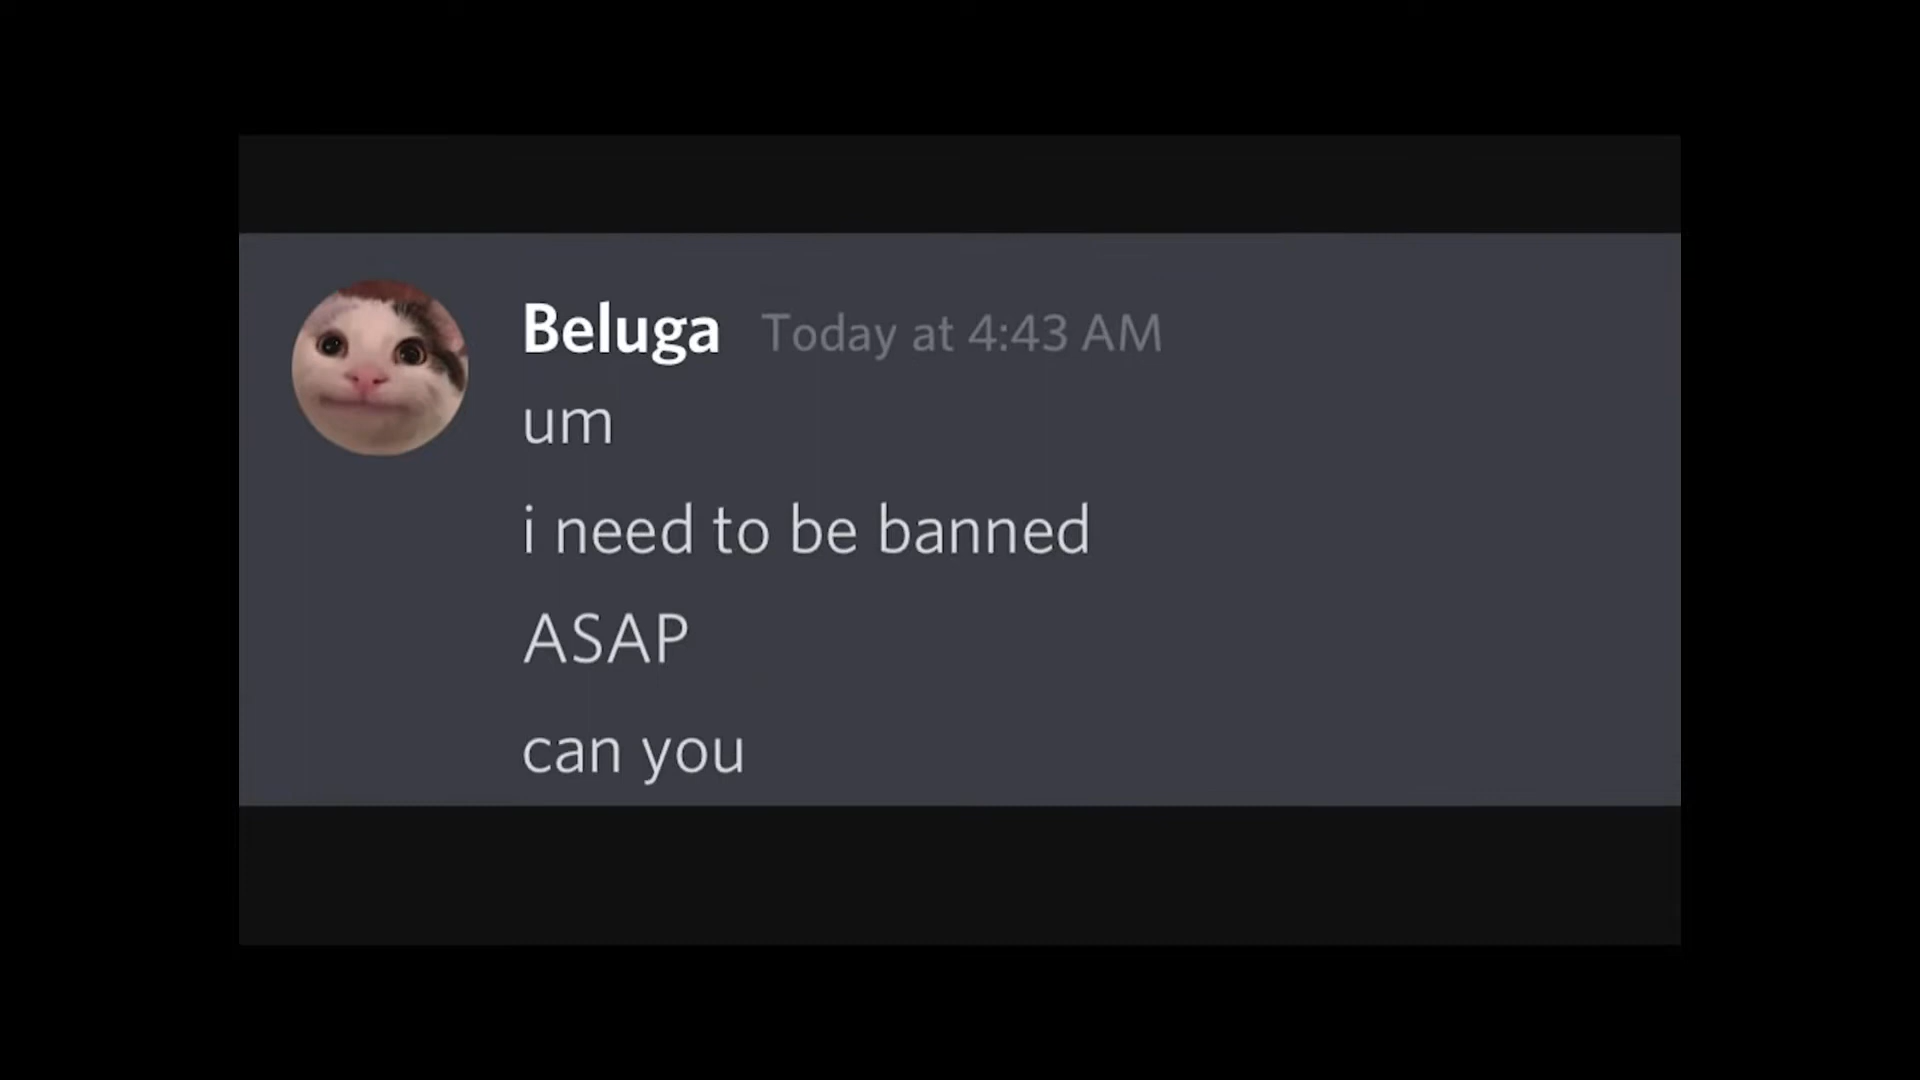 Beluga Today at 4:43 AM
um
i need to be banned
ASAP
can you